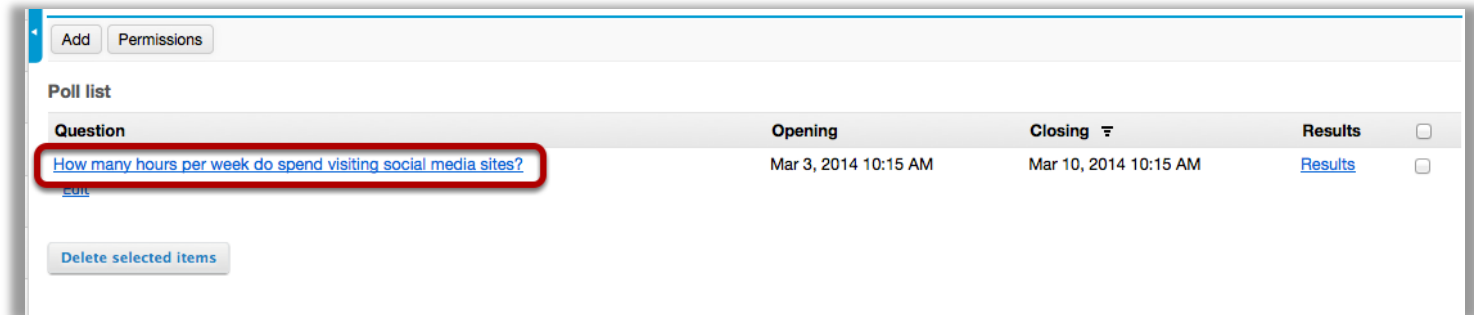 Add Permissions
Poll list
Question Opening Closing Results
How many hours per week do spend visiting social media sites? Mar 3, 2014 10:15 AM Mar 10, 2014 10:15 AM Results
Edit
Delete selected items